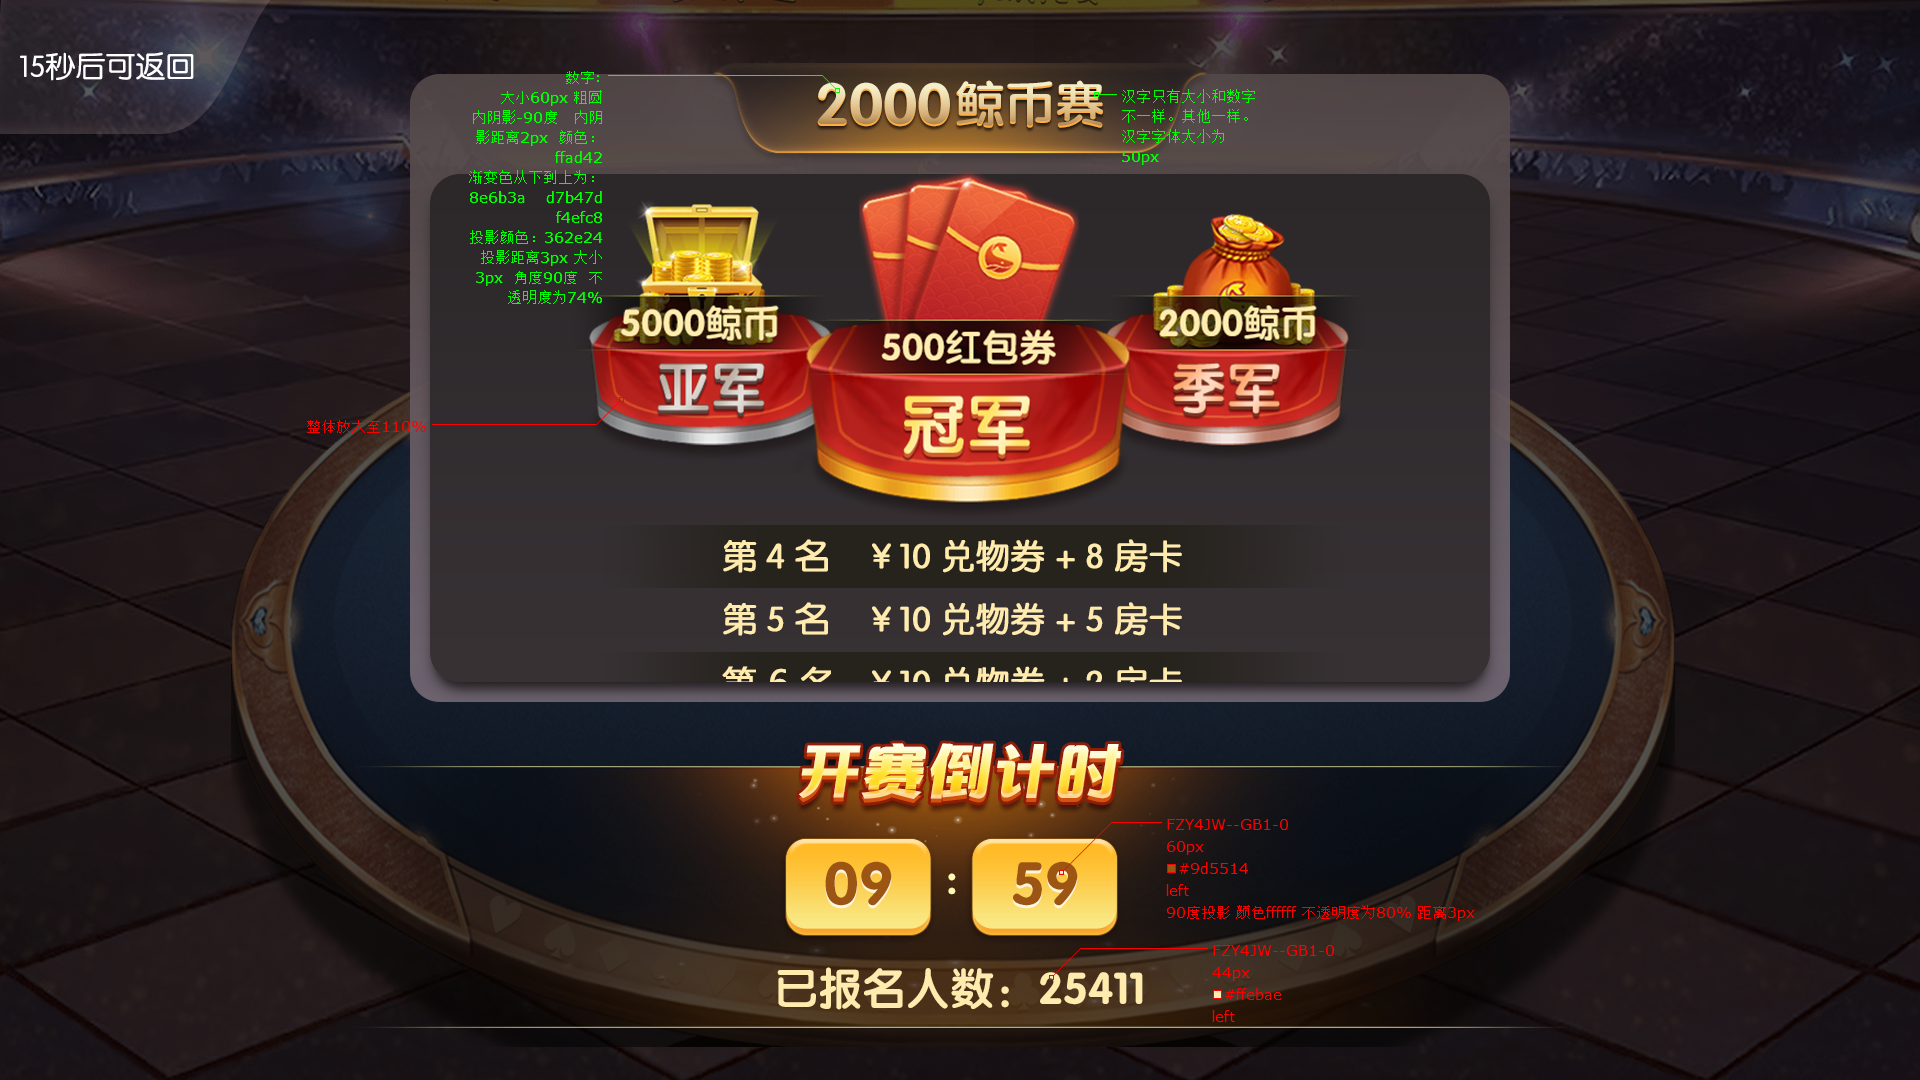 15秒后可返回
数字：
大小60px 粗圆
内阴影-90度 内阴
影距离2px 颜色：
ffad42
渐变色从下到上为：
8e6b3a d7b47d
f4efc8
投影颜色：362e24
投影距离3px 大小
3px 角度90度 不
透明度为74%
2000鲸币赛
汉字只有大小和数字
不一样。其他一样。
汉字字体大小为
50px
5000鲸币
亚军
500红包券
冠军
2000鲸币
季军
整体放大至110%
第 4 名 ¥10 兑物券 + 8 房卡
第 5 名 ¥10 兑物券 + 5 房卡
第 6 名 ¥10 兑物券 + 2 房卡
开赛倒计时
09 : 59
FZY4JW--GB1-0
60px
#9d5514
left
90度投影 颜色ffffff 不透明度为80% 距离3px
已报名人数：25411
FZY4JW--GB1-0
44px
#ffebae
left